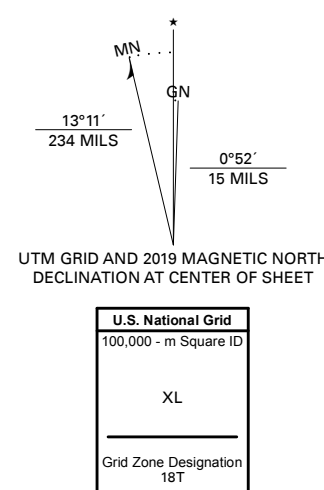 ★
MN
GN
13°11´
234 MILS
0°52´
15 MILS
UTM GRID AND 2019 MAGNETIC NORTH
DECLINATION AT CENTER OF SHEET
U.S. National Grid
100,000 - m Square ID
XL
Grid Zone Designation
18T